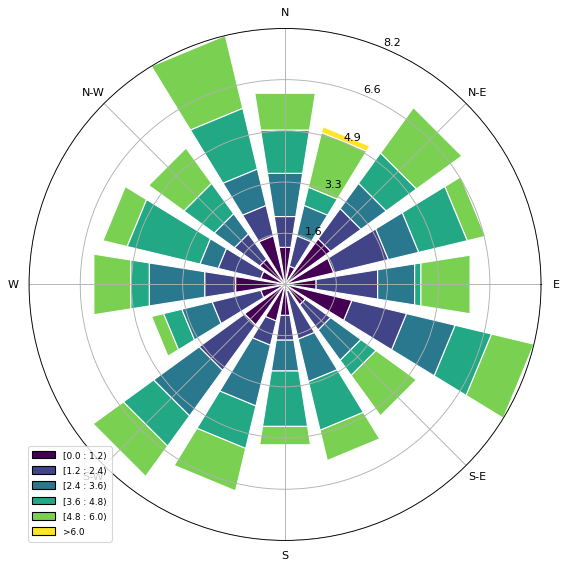 N
8.2
6.6
N-W
N-E
4.9
3.3
1.6
W
E
[0.0 : 1.2)
[1.2 : 2.4)
[2.4 : 3.6)
[3.6 : 4.8)
[4.8 : 6.0)
>6.0
S-W
S-E
S